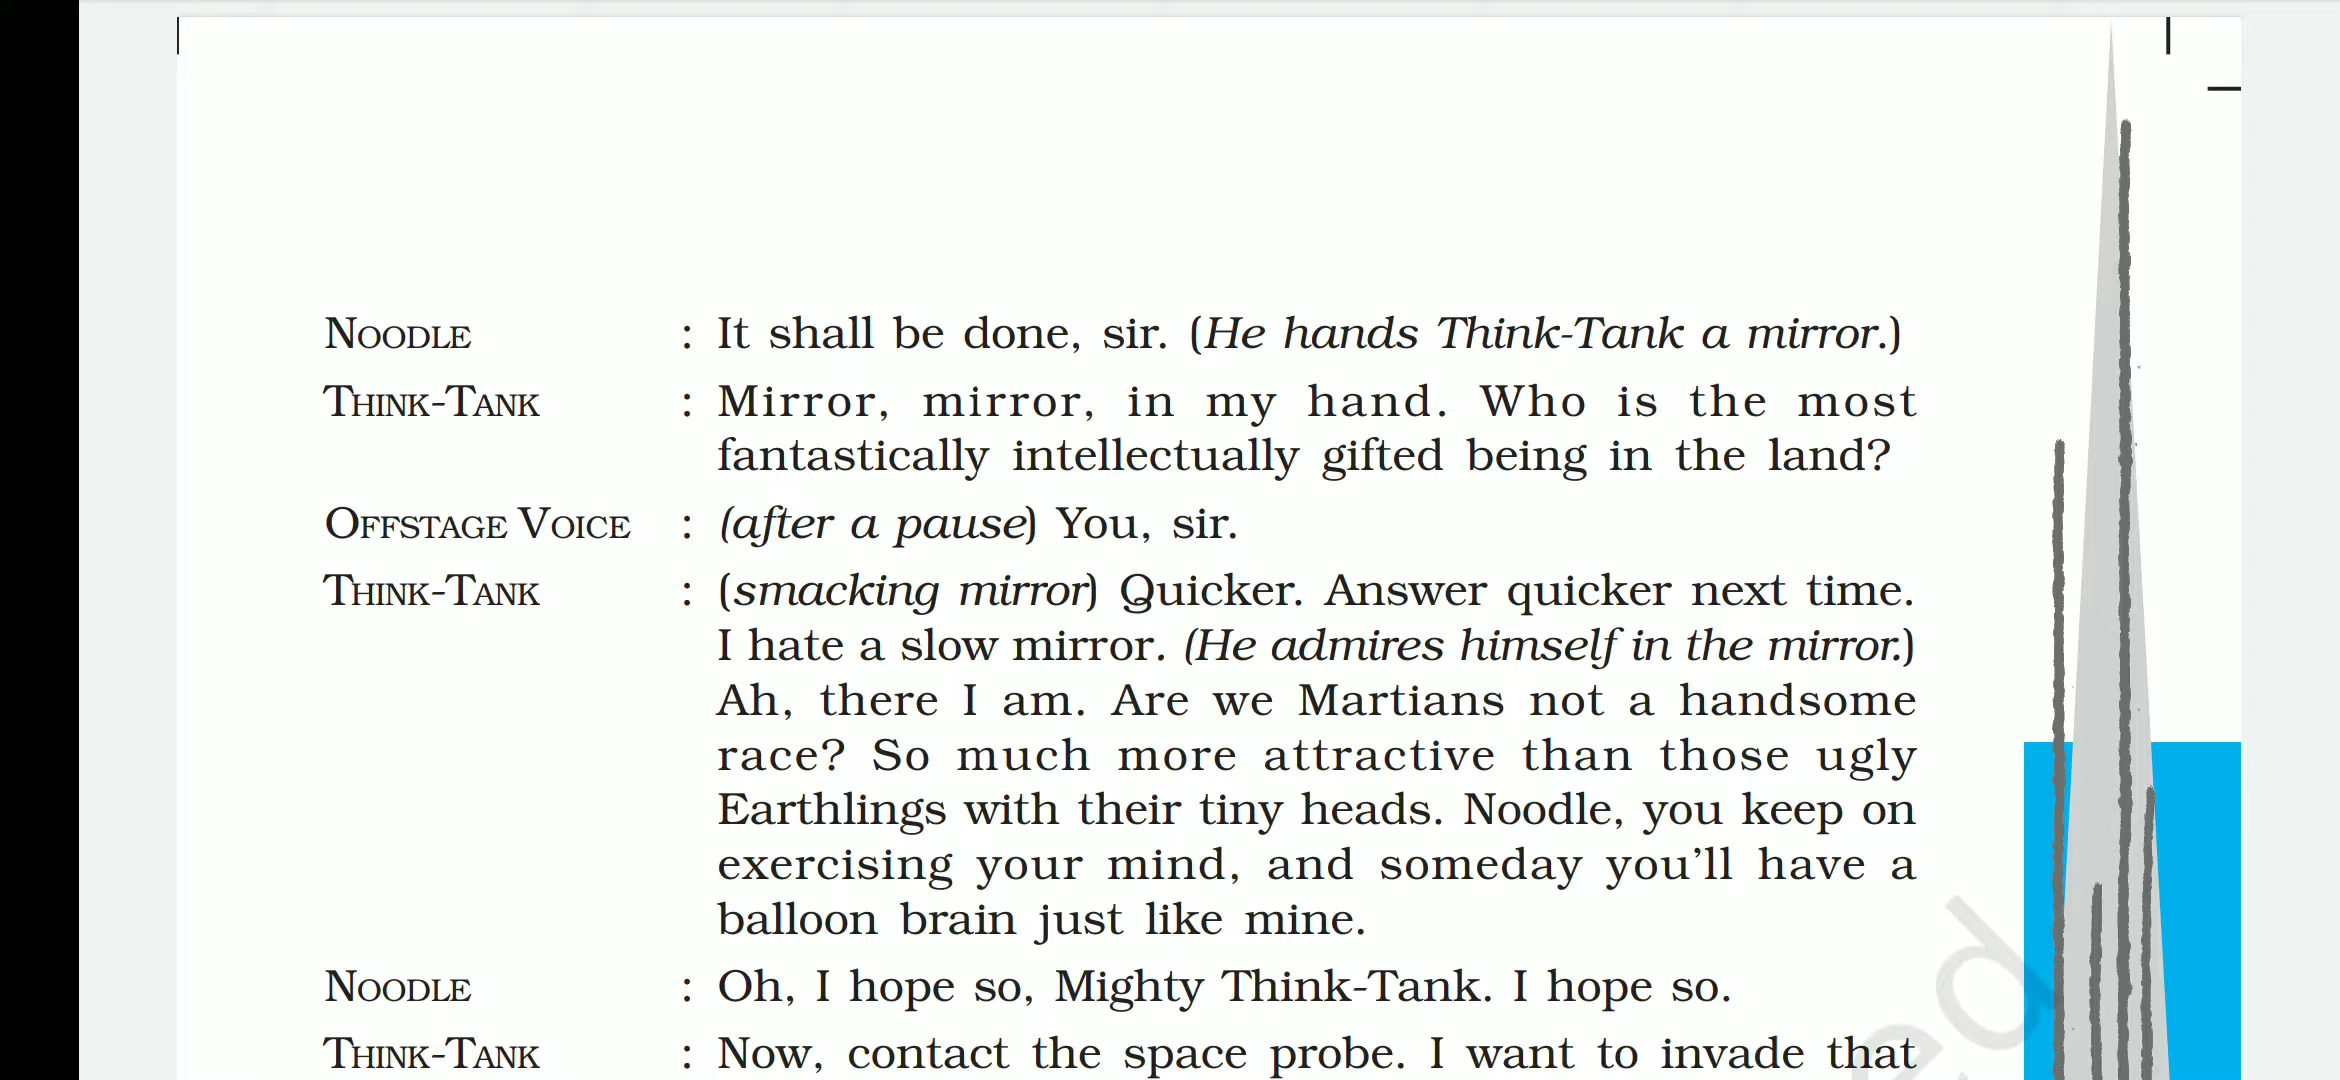 NOODLE : It shall be done, sir. (He hands Think-Tank a mirror.)
THINK-TANK : Mirror, mirror, in my hand. Who is the most
fantastically intellectually gifted being in the land?
OFFSTAGE VOICE : (after a pause) You, sir.
THINK-TANK : (smacking mirror) Quicker. Answer quicker next time.
I hate a slow mirror. (He admires himself in the mirror.)
Ah, there I am. Are we Martians not a handsome
race? So much more attractive than those ugly
Earthlings with their tiny heads. Noodle, you keep on
exercising your mind, and someday you’ll have a
balloon brain just like mine.
NOODLE : Oh, I hope so, Mighty Think-Tank. I hope so.
THINK-TANK : Now, contact the space probe. I want to invade that
ed